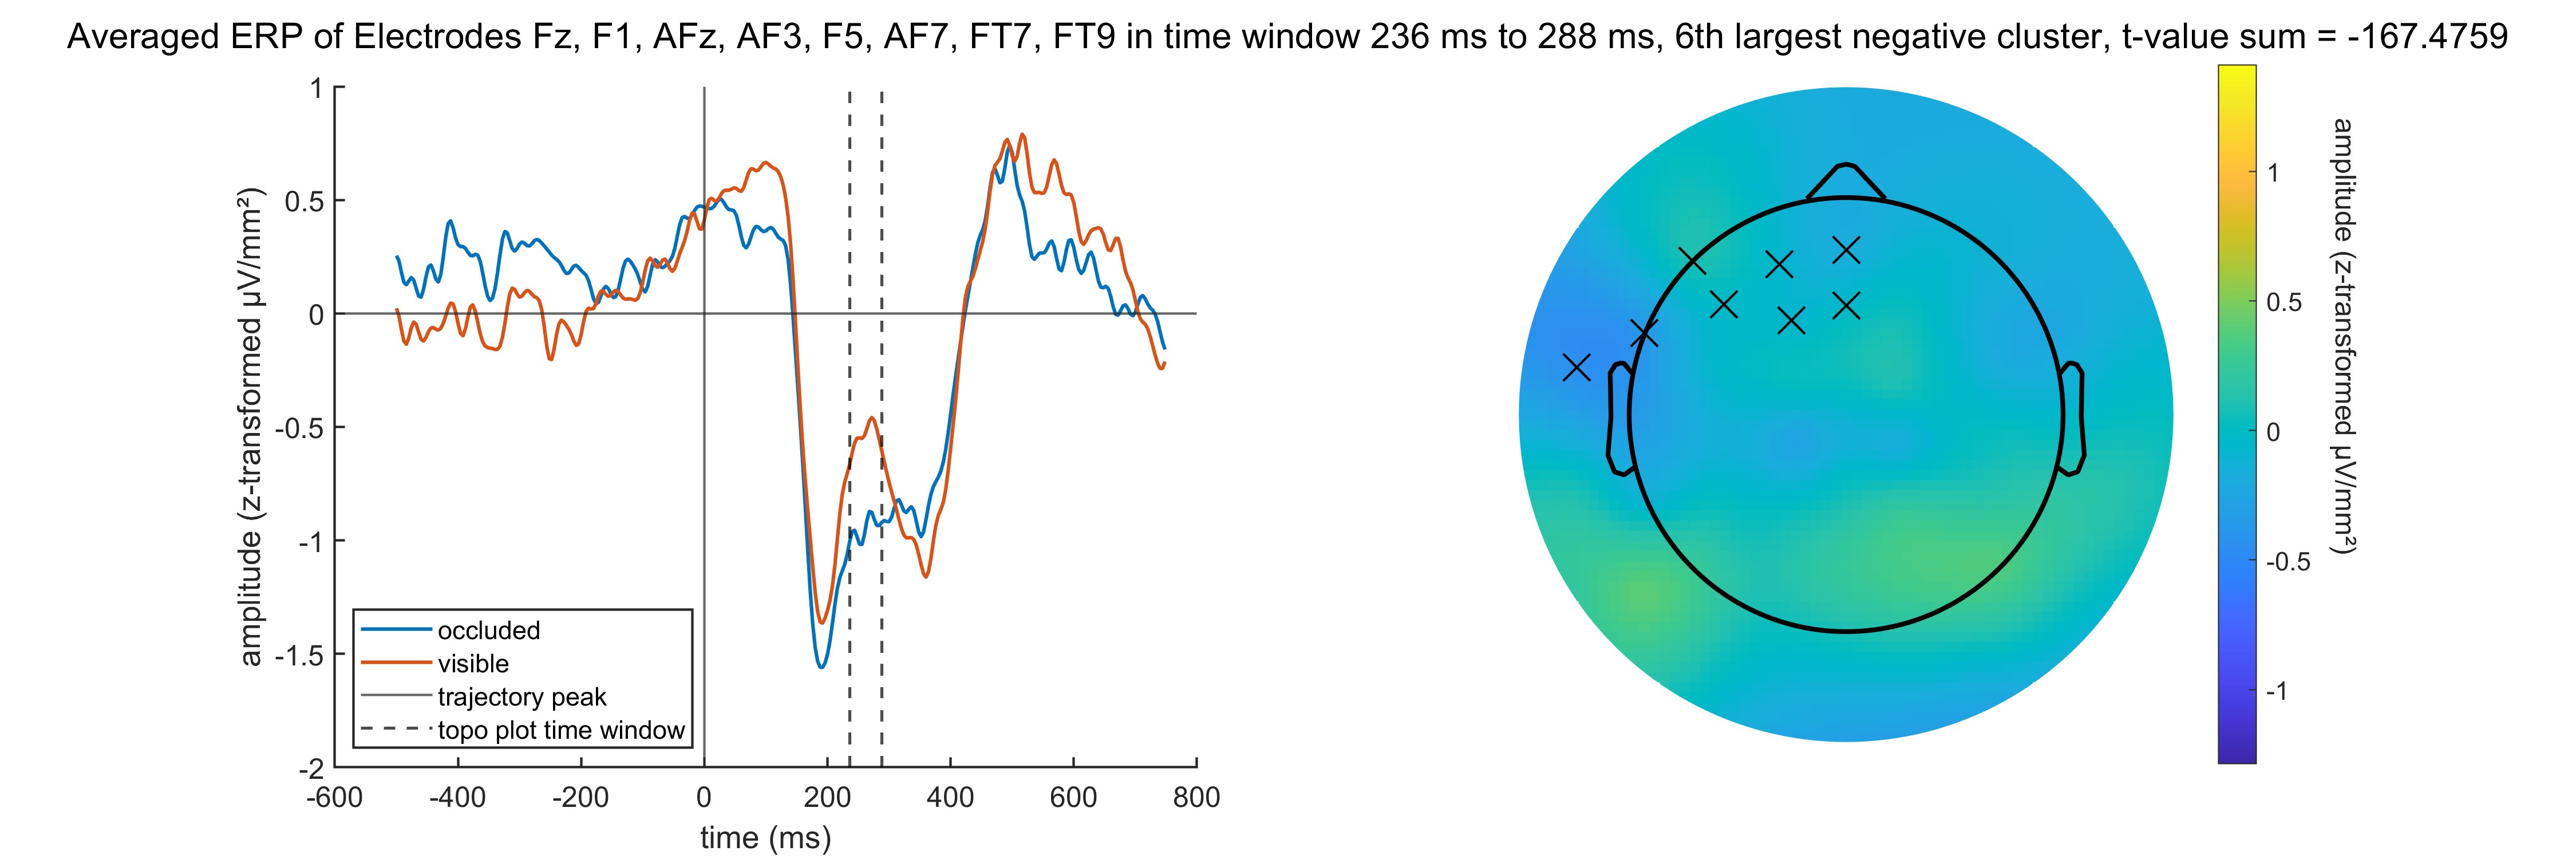 Averaged ERP of Electrodes Fz, F1, AFz, AF3, F5, AF7, FT7, FT9 in time window 236 ms to 288 ms, 6th largest negative cluster, t-value sum = -167.4759
amplitude (z-transformed µV/mm²)
1
0.5
0
-0.5
-1
-1.5
-2
-600
-400
-200
0
200
400
600
800
time (ms)
occluded
visible
trajectory peak
topo plot time window
1
0.5
0
-0.5
-1
amplitude (z-transformed µV/mm²)